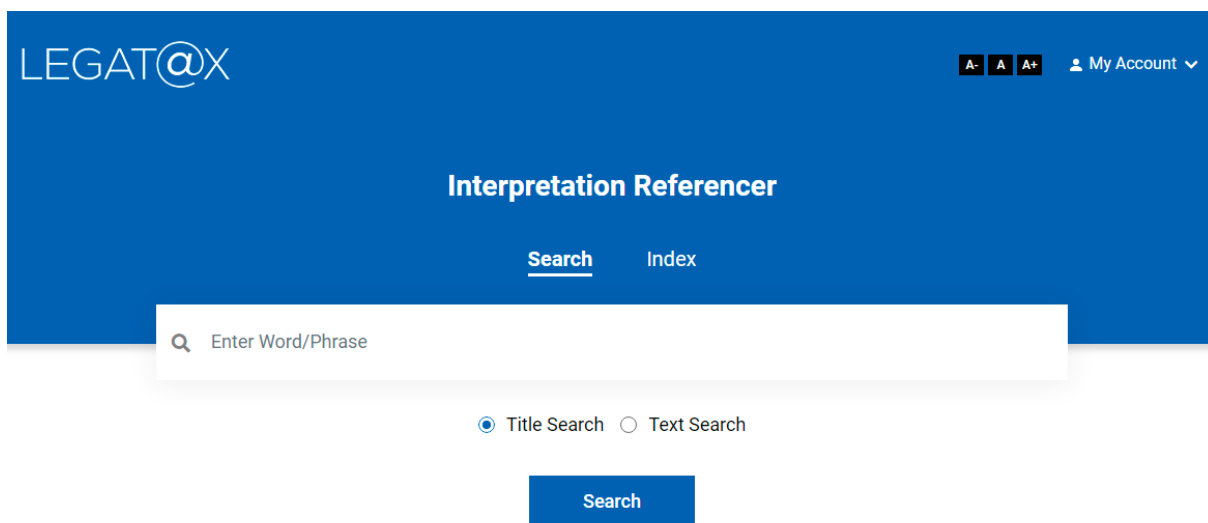 LEGAT@X
A- A A+ My Account
Interpretation Referencer
Search Index
Enter Word/Phrase
Title Search Text Search
Search